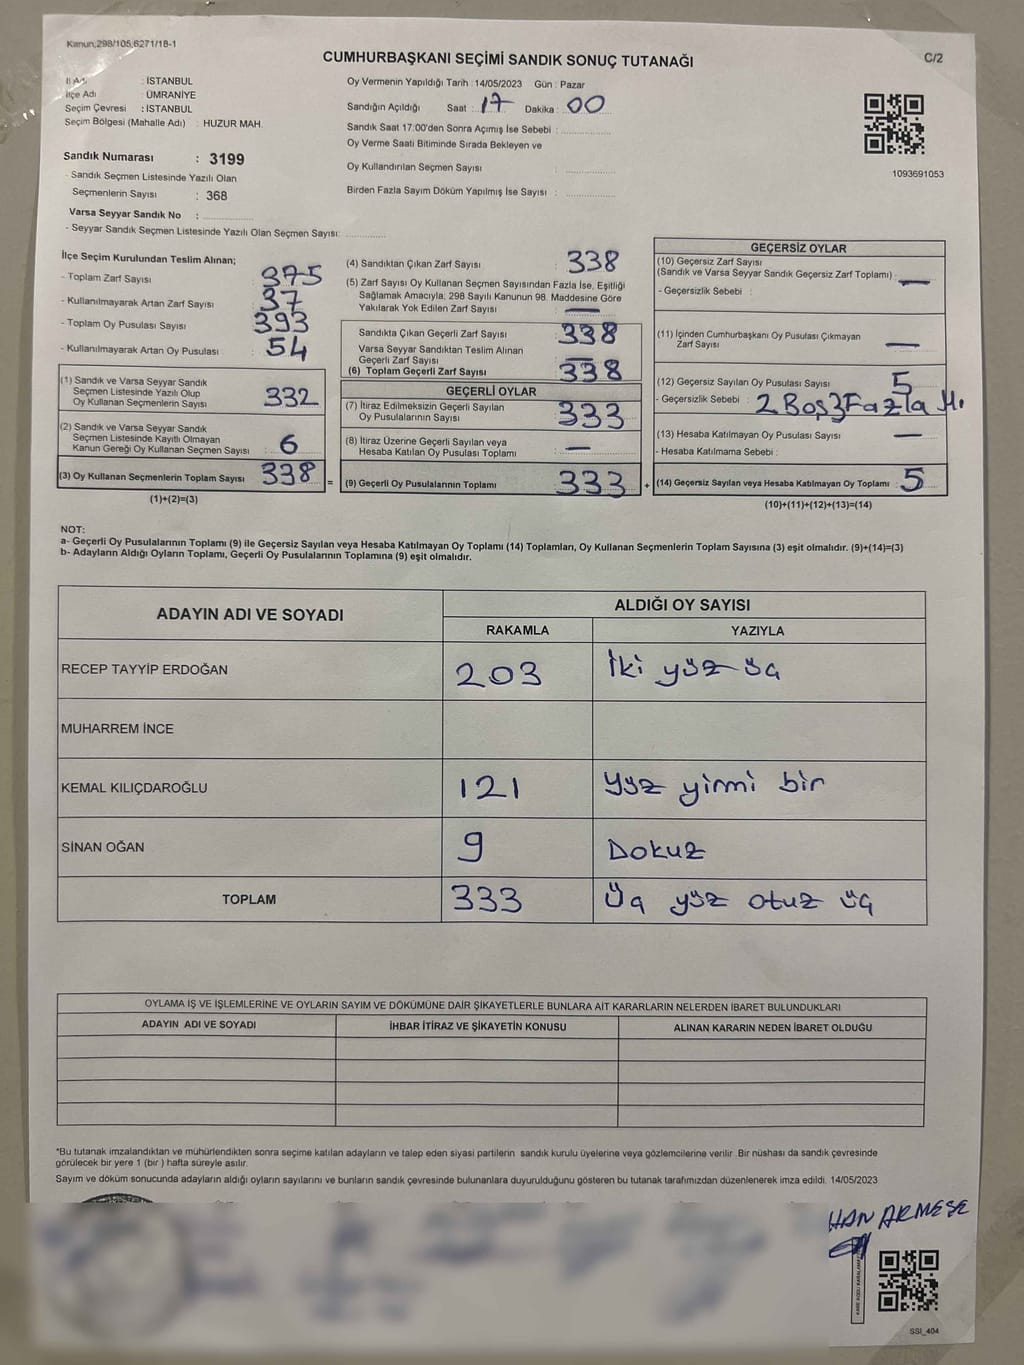 Kanun;298/105,6271/18-1
CUMHURBAŞKANI SEÇİMİ SANDIK SONUÇ TUTANAĞI
C/2
İl Adı : İSTANBUL
İlçe Adı : ÜMRANİYE
Seçim Çevresi : İSTANBUL
Seçim Bölgesi (Mahalle Adı) : HUZUR MAH.
Sandık Numarası : 3199
- Sandık Seçmen Listesinde Yazılı Olan
Seçmenlerin Sayısı : 368
Varsa Seyyar Sandık No :
- Seyyar Sandık Seçmen Listesinde Yazılı Olan Seçmen Sayısı:
Oy Vermenin Yapıldığı Tarih : 14/05/2023 Gün : Pazar
Sandığın Açıldığı Saat : 17 Dakika : 00
Sandık Saat 17:00'den Sonra Açımış İse Sebebi :
Oy Verme Saati Bitiminde Sırada Bekleyen ve
Oy Kullandırılan Seçmen Sayısı :
Birden Fazla Sayım Döküm Yapılmış İse Sayısı :
1093691053
İlçe Seçim Kurulundan Teslim Alınan;
- Toplam Zarf Sayısı : 375
- Kullanılmayarak Artan Zarf Sayısı : 37
- Toplam Oy Pusulası Sayısı : 393
- Kullanılmayarak Artan Oy Pusulası : 54
(1) Sandık ve Varsa Seyyar Sandık
Seçmen Listesinde Yazılı Olup
Oy Kullanan Seçmenlerin Sayısı : 332
(2) Sandık ve Varsa Seyyar Sandık
Seçmen Listesinde Kayıtlı Olmayan
Kanun Gereği Oy Kullanan Seçmen Sayısı : 6
(3) Oy Kullanan Seçmenlerin Toplam Sayısı 338 =
(1)+(2)=(3)
(4) Sandıktan Çıkan Zarf Sayısı : 338
(5) Zarf Sayısı Oy Kullanan Seçmen Sayısından Fazla İse, Eşitliği
Sağlamak Amacıyla; 298 Sayılı Kanunun 98. Maddesine Göre
Yakılarak Yok Edilen Zarf Sayısı : —
Sandıkta Çıkan Geçerli Zarf Sayısı : 338
Varsa Seyyar Sandıktan Teslim Alınan
Geçerli Zarf Sayısı : —
(6) Toplam Geçerli Zarf Sayısı : 338
GEÇERLİ OYLAR
(7) İtiraz Edilmeksizin Geçerli Sayılan
Oy Pusulalarının Sayısı : 333
(8) İtiraz Üzerine Geçerli Sayılan veya
Hesaba Katılan Oy Pusulası Toplamı : —
(9) Geçerli Oy Pusulalarının Toplamı : 333 +
GEÇERSİZ OYLAR
(10) Geçersiz Zarf Sayısı
(Sandık ve Varsa Seyyar Sandık Geçersiz Zarf Toplamı) : —
- Geçersizlik Sebebi :
(11) İçinden Cumhurbaşkanı Oy Pusulası Çıkmayan
Zarf Sayısı : —
(12) Geçersiz Sayılan Oy Pusulası Sayısı : 5
- Geçersizlik Sebebi : 2 Boş 3 Fazla M.
(13) Hesaba Katılmayan Oy Pusulası Sayısı : —
- Hesaba Katılmama Sebebi :
(14) Geçersiz Sayılan veya Hesaba Katılmayan Oy Toplamı : 5
(10)+(11)+(12)+(13)=(14)
NOT:
a- Geçerli Oy Pusulalarının Toplamı (9) ile Geçersiz Sayılan veya Hesaba Katılmayan Oy Toplamı (14) Toplamları, Oy Kullanan Seçmenlerin Toplam Sayısına (3) eşit olmalıdır. (9)+(14)=(3)
b- Adayların Aldığı Oyların Toplamı, Geçerli Oy Pusulalarının Toplamına (9) eşit olmalıdır.
ADAYIN ADI VE SOYADI ALDIĞI OY SAYISI
RAKAMLA YAZIYLA
RECEP TAYYİP ERDOĞAN 203 İki yüz üç
MUHARREM İNCE
KEMAL KILIÇDAROĞLU 121 Yüz yirmi bir
SİNAN OĞAN 9 Dokuz
TOPLAM 333 Üç yüz otuz üç
OYLAMA İŞ VE İŞLEMLERİNE VE OYLARIN SAYIM VE DÖKÜMÜNE DAİR ŞİKAYETLERLE BUNLARA AİT KARARLARIN NELERDEN İBARET BULUNDUKLARI
ADAYIN ADI VE SOYADI İHBAR İTİRAZ VE ŞİKAYETİN KONUSU ALINAN KARARIN NEDEN İBARET OLDUĞU
*Bu tutanak imzalandıktan ve mühürlendikten sonra seçime katılan adayların ve talep eden siyasi partilerin sandık kurulu üyelerine veya gözlemcilerine verilir .Bir nüshası da sandık çevresinde
görülecek bir yere 1 (bir ) hafta süreyle asılır.
Sayım ve döküm sonucunda adayların aldığı oyların sayılarını ve bunların sandık çevresinde bulunanlara duyurulduğunu gösteren bu tutanak tarafımızdan düzenlenerek imza edildi. 14/05/2023
HAN ARMEŞE
SSI_404